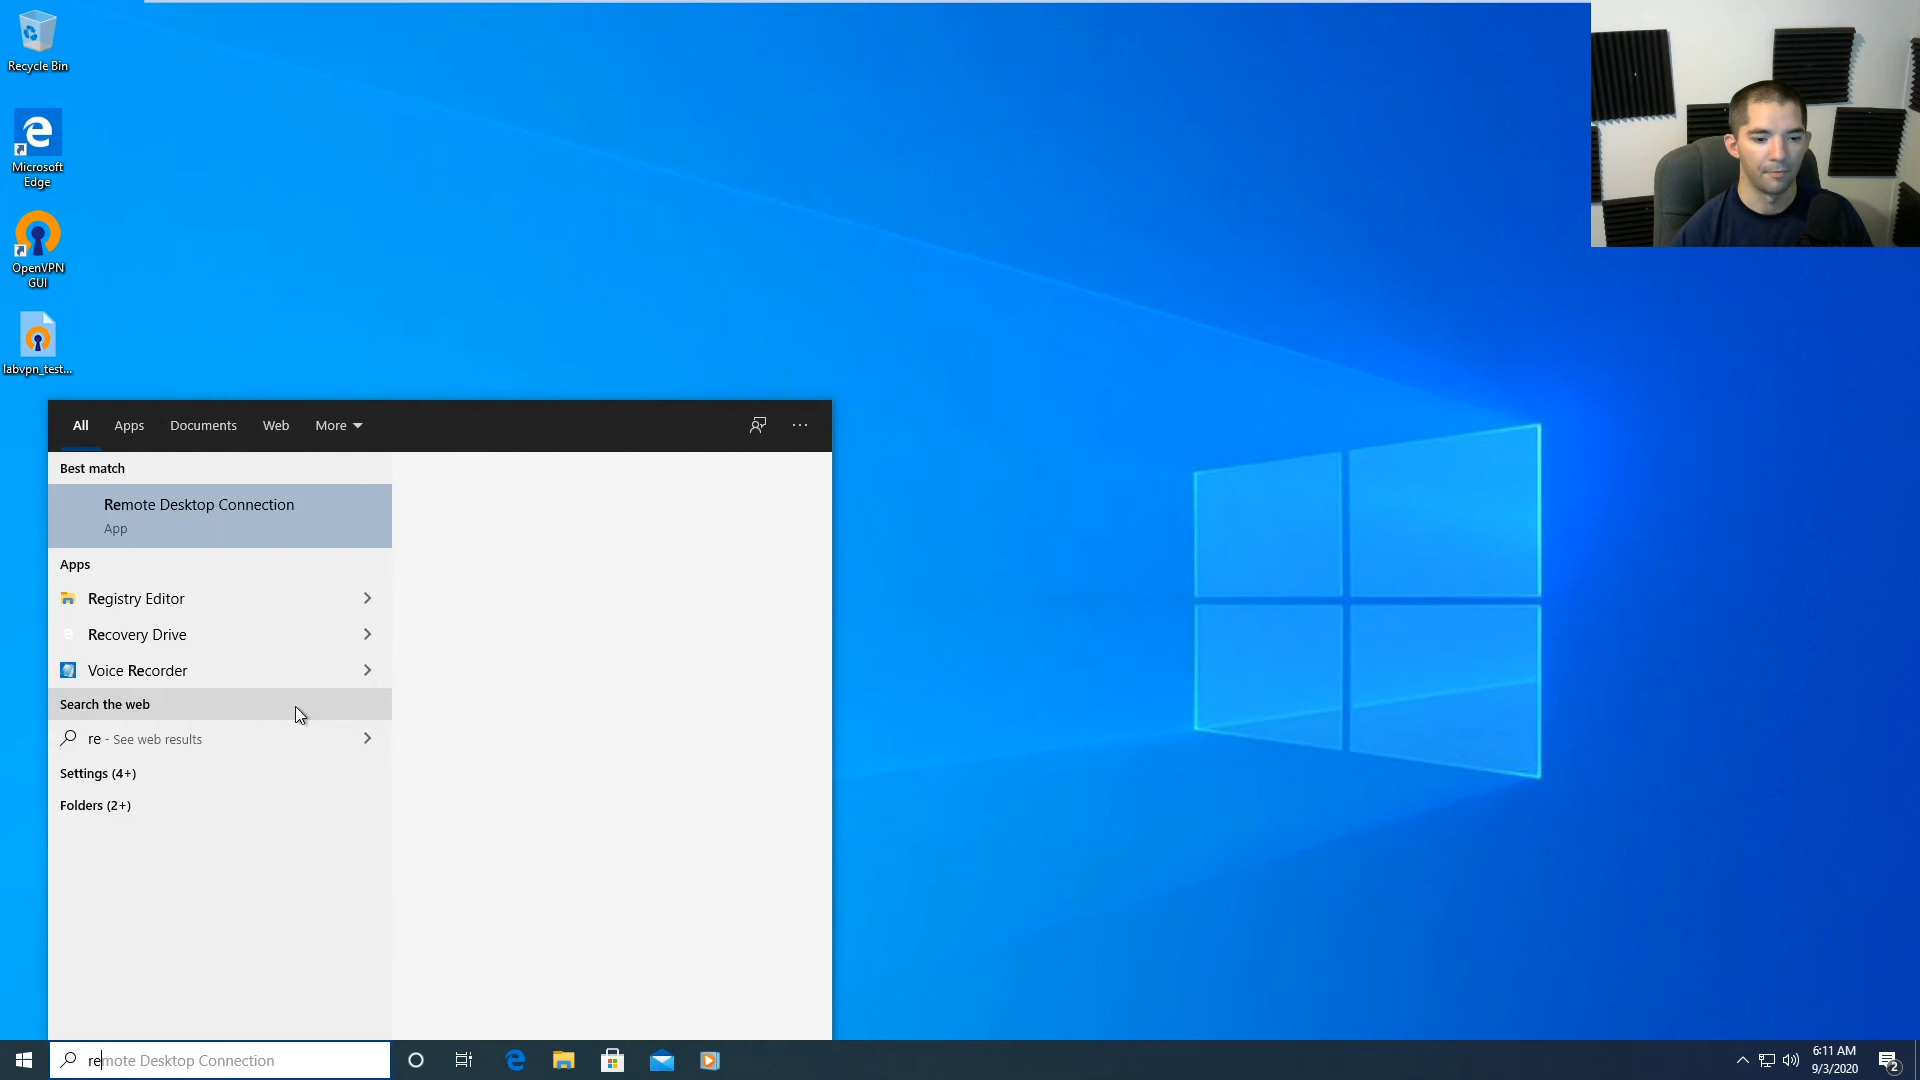 Recycle Bin
Microsoft
Edge
OpenVPN
GUI
labvpn_test...
All
Apps
Documents
Web
More
Best match
Remote Desktop Connection
App
Apps
Registry Editor
Recovery Drive
Voice Recorder
Search the web
re - See web results
Settings (4+)
Folders (2+)
remote Desktop Connection
6:11 AM
9/3/2020
2